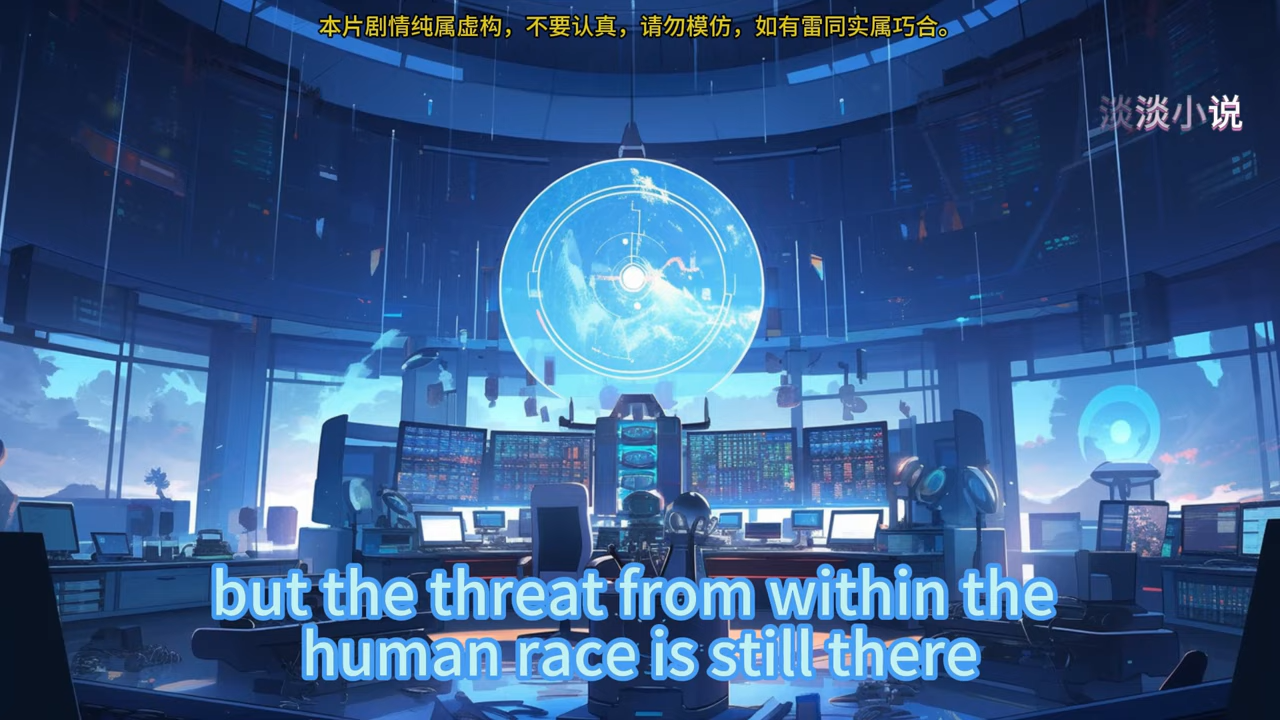 本片剧情纯属虚构，不要认真，请勿模仿，如有雷同实属巧合。
淡淡小说
but the threat from within the
human race is still there